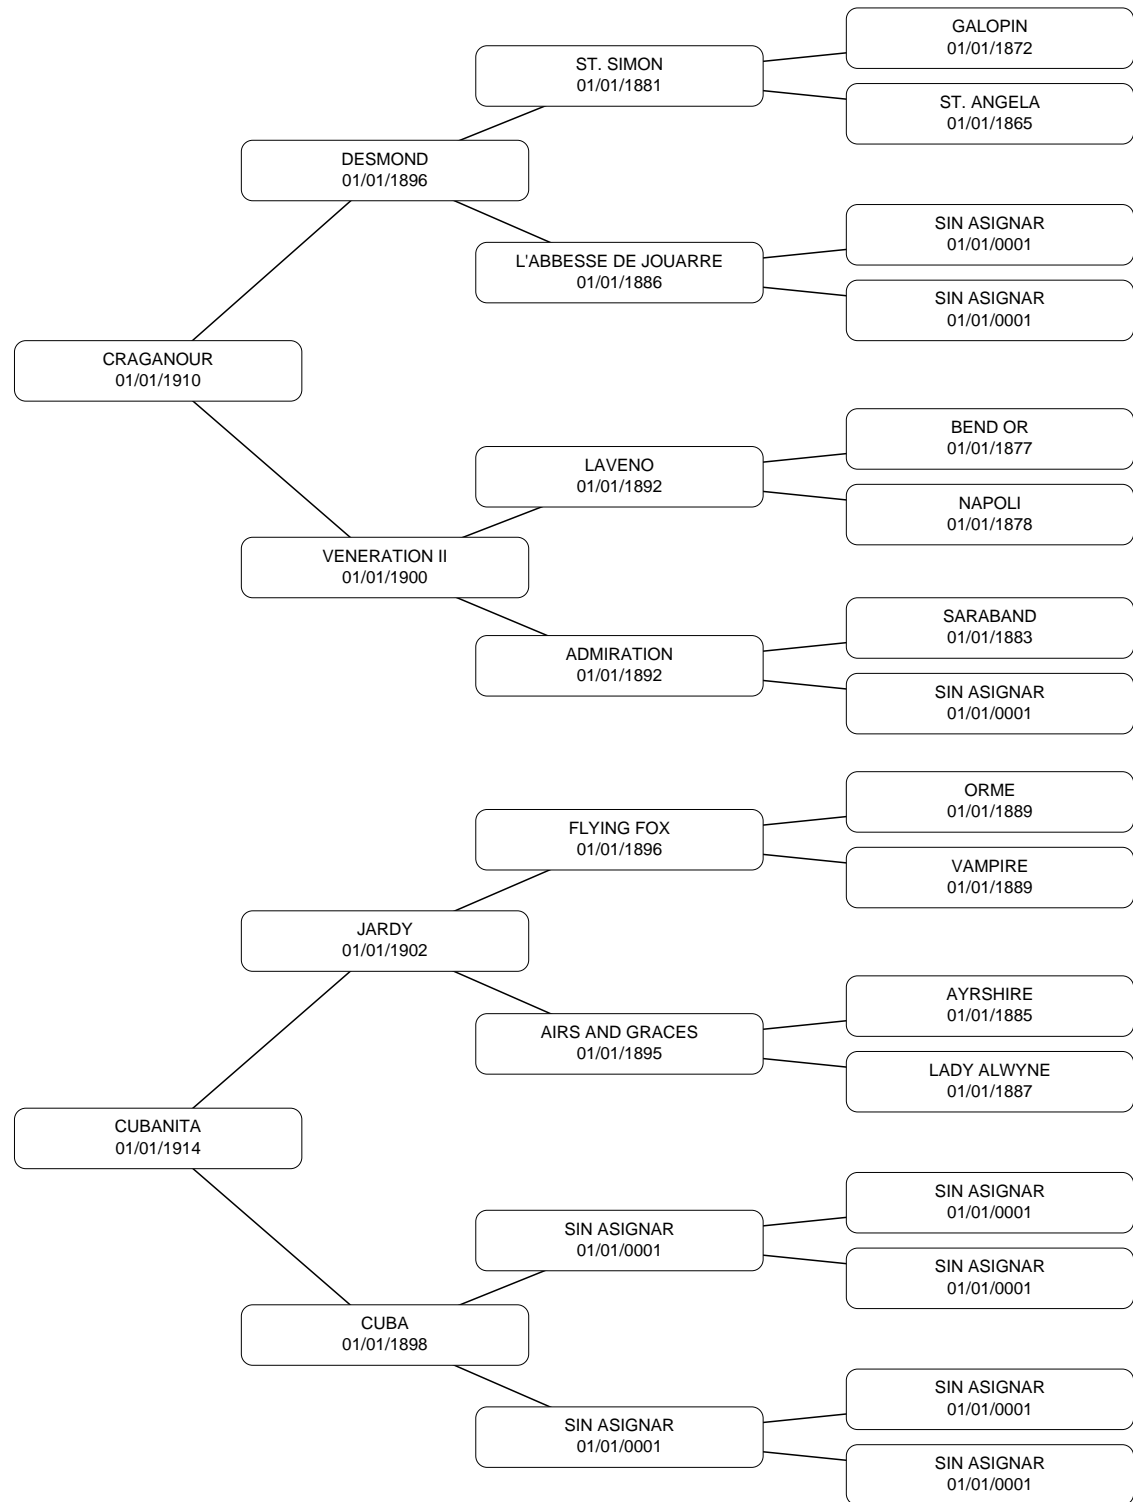 GALOPIN
01/01/1872
ST. SIMON
01/01/1881
ST. ANGELA
01/01/1865
DESMOND
01/01/1896
SIN ASIGNAR
01/01/0001
L'ABBESSE DE JOUARRE
01/01/1886
SIN ASIGNAR
01/01/0001
CRAGANOUR
01/01/1910
BEND OR
01/01/1877
LAVENO
01/01/1892
NAPOLI
01/01/1878
VENERATION II
01/01/1900
SARABAND
01/01/1883
ADMIRATION
01/01/1892
SIN ASIGNAR
01/01/0001
ORME
01/01/1889
FLYING FOX
01/01/1896
VAMPIRE
01/01/1889
JARDY
01/01/1902
AYRSHIRE
01/01/1885
AIRS AND GRACES
01/01/1895
LADY ALWYNE
01/01/1887
CUBANITA
01/01/1914
SIN ASIGNAR
01/01/0001
SIN ASIGNAR
01/01/0001
SIN ASIGNAR
01/01/0001
CUBA
01/01/1898
SIN ASIGNAR
01/01/0001
SIN ASIGNAR
01/01/0001
SIN ASIGNAR
01/01/0001